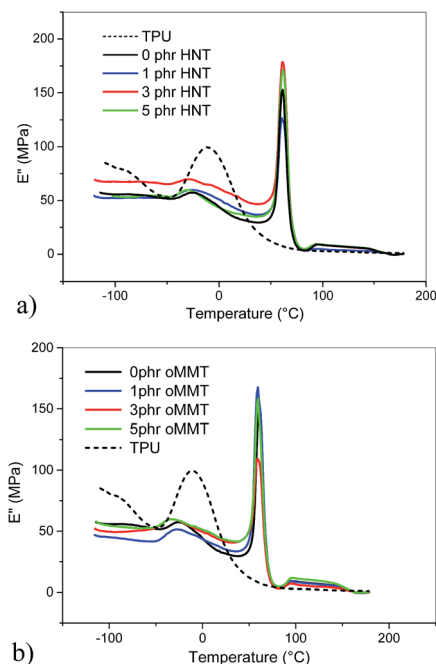 TPU
0 phr HNT
1 phr HNT
3 phr HNT
5 phr HNT
200
150
100
50
0
E" (MPa)
-100
0
100
200
Temperature (°C)
a)
0phr oMMT
1phr oMMT
3phr oMMT
5phr oMMT
TPU
200
150
100
50
0
E" (MPa)
-100
0
100
200
Temperature (°C)
b)